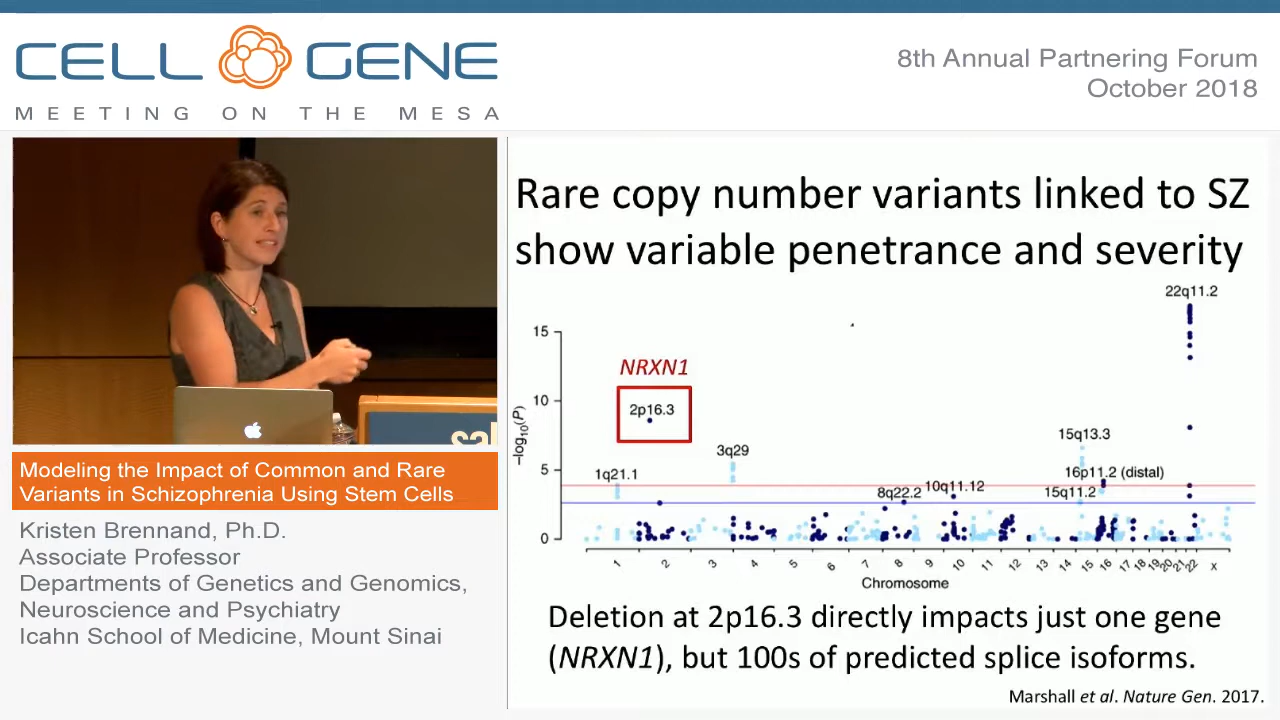 CELL GENE
MEETING ON THE MESA
8th Annual Partnering Forum
October 2018
Modeling the Impact of Common and Rare
Variants in Schizophrenia Using Stem Cells
Kristen Brennand, Ph.D.
Associate Professor
Departments of Genetics and Genomics,
Neuroscience and Psychiatry
Icahn School of Medicine, Mount Sinai
Rare copy number variants linked to SZ
show variable penetrance and severity
22q11.2
15
NRXN1
10
2p16.3
15q13.3
3q29
5
1q21.1
16p11.2 (distal)
8q22.2
10q11.12
15q11.2
0
-log10(P)
1 2 3 4 5 6 7 8 9 10 11 12 13 14 15 16 17 18 19 20 21 22 x
Chromosome
Deletion at 2p16.3 directly impacts just one gene
(NRXN1), but 100s of predicted splice isoforms.
Marshall et al. Nature Gen. 2017.